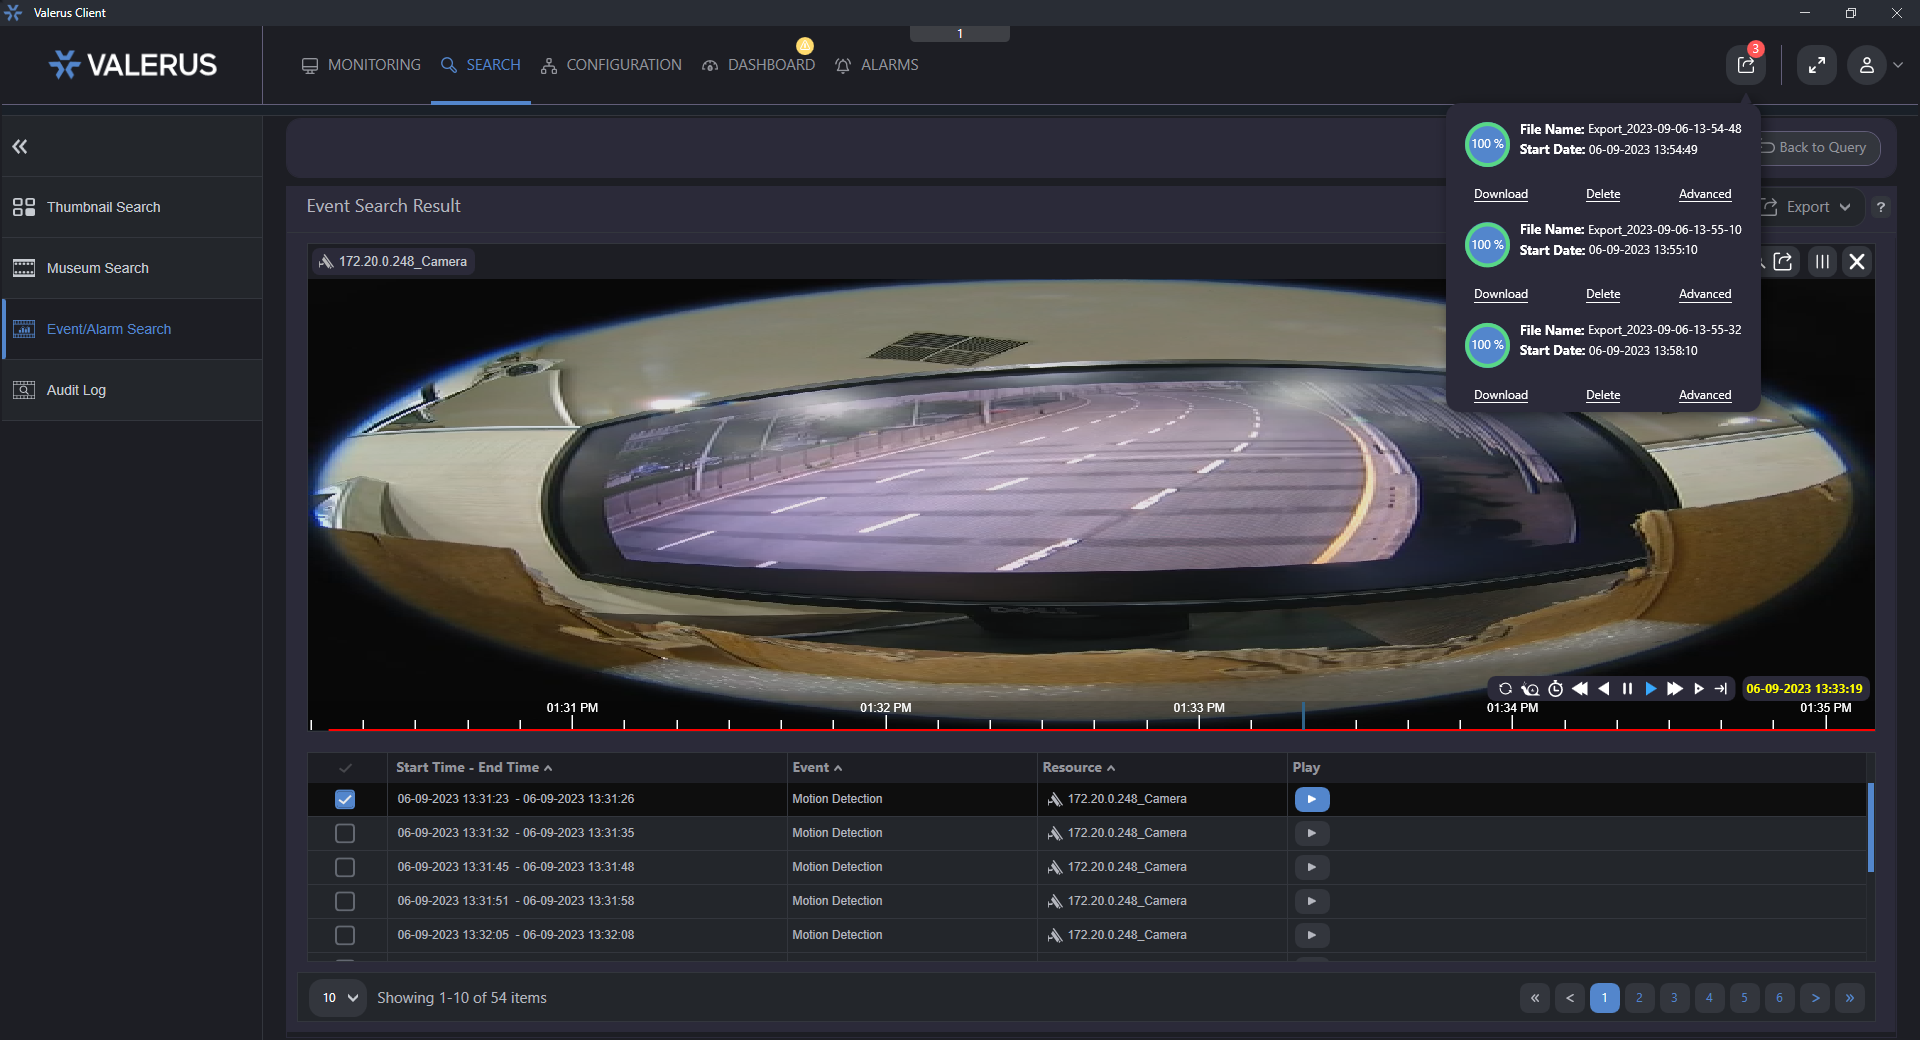 Valerus Client
1
VALERUS
MONITORING
SEARCH
CONFIGURATION
DASHBOARD
ALARMS
3
Thumbnail Search
Museum Search
Event/Alarm Search
Audit Log
100 %
File Name: Export_2023-09-06-13-54-48
Start Date: 06-09-2023 13:54:49
Download Delete Advanced
100 %
File Name: Export_2023-09-06-13-55-10
Start Date: 06-09-2023 13:55:10
Download Delete Advanced
100 %
File Name: Export_2023-09-06-13-55-32
Start Date: 06-09-2023 13:58:10
Download Delete Advanced
Back to Query
Event Search Result
Export
?
172.20.0.248_Camera
DELL
06-09-2023 13:33:19
01:31 PM 01:32 PM 01:33 PM 01:34 PM 01:35 PM
Start Time - End Time Event Resource Play
06-09-2023 13:31:23 - 06-09-2023 13:31:26 Motion Detection 172.20.0.248_Camera
06-09-2023 13:31:32 - 06-09-2023 13:31:35 Motion Detection 172.20.0.248_Camera
06-09-2023 13:31:45 - 06-09-2023 13:31:48 Motion Detection 172.20.0.248_Camera
06-09-2023 13:31:51 - 06-09-2023 13:31:58 Motion Detection 172.20.0.248_Camera
06-09-2023 13:32:05 - 06-09-2023 13:32:08 Motion Detection 172.20.0.248_Camera
10 Showing 1-10 of 54 items
« < 1 2 3 4 5 6 > »